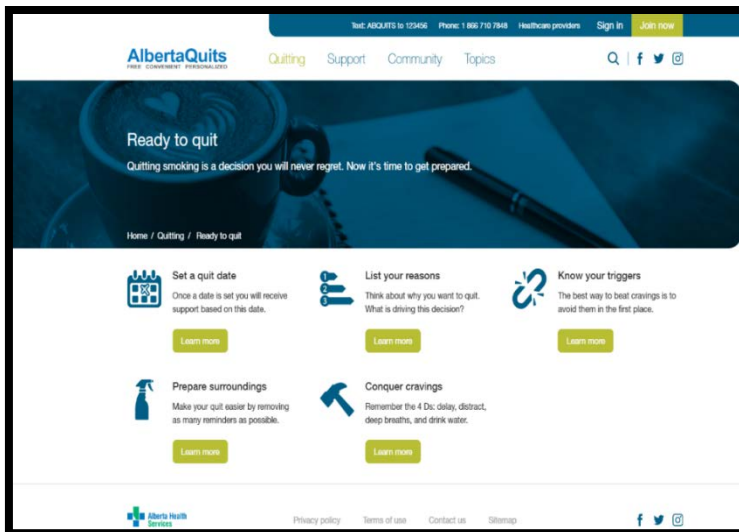 Text: ABQUITS to 123456 Phone: 1 866 710 7848 Healthcare providers Sign in Join now
AlbertaQuits
FREE CONVENIENT PERSONALIZED
Quitting Support Community Topics
Ready to quit
Quitting smoking is a decision you will never regret. Now it's time to get prepared.
Home / Quitting / Ready to quit
Set a quit date
Once a date is set you will receive
support based on this date.
Learn more
List your reasons
Think about why you want to quit.
What is driving this decision?
Learn more
Know your triggers
The best way to beat cravings is to
avoid them in the first place.
Learn more
Prepare surroundings
Make your quit easier by removing
as many reminders as possible.
Learn more
Conquer cravings
Remember the 4 Ds: delay, distract,
deep breaths, and drink water.
Learn more
Alberta Health
Services
Privacy policy Terms of use Contact us Sitemap